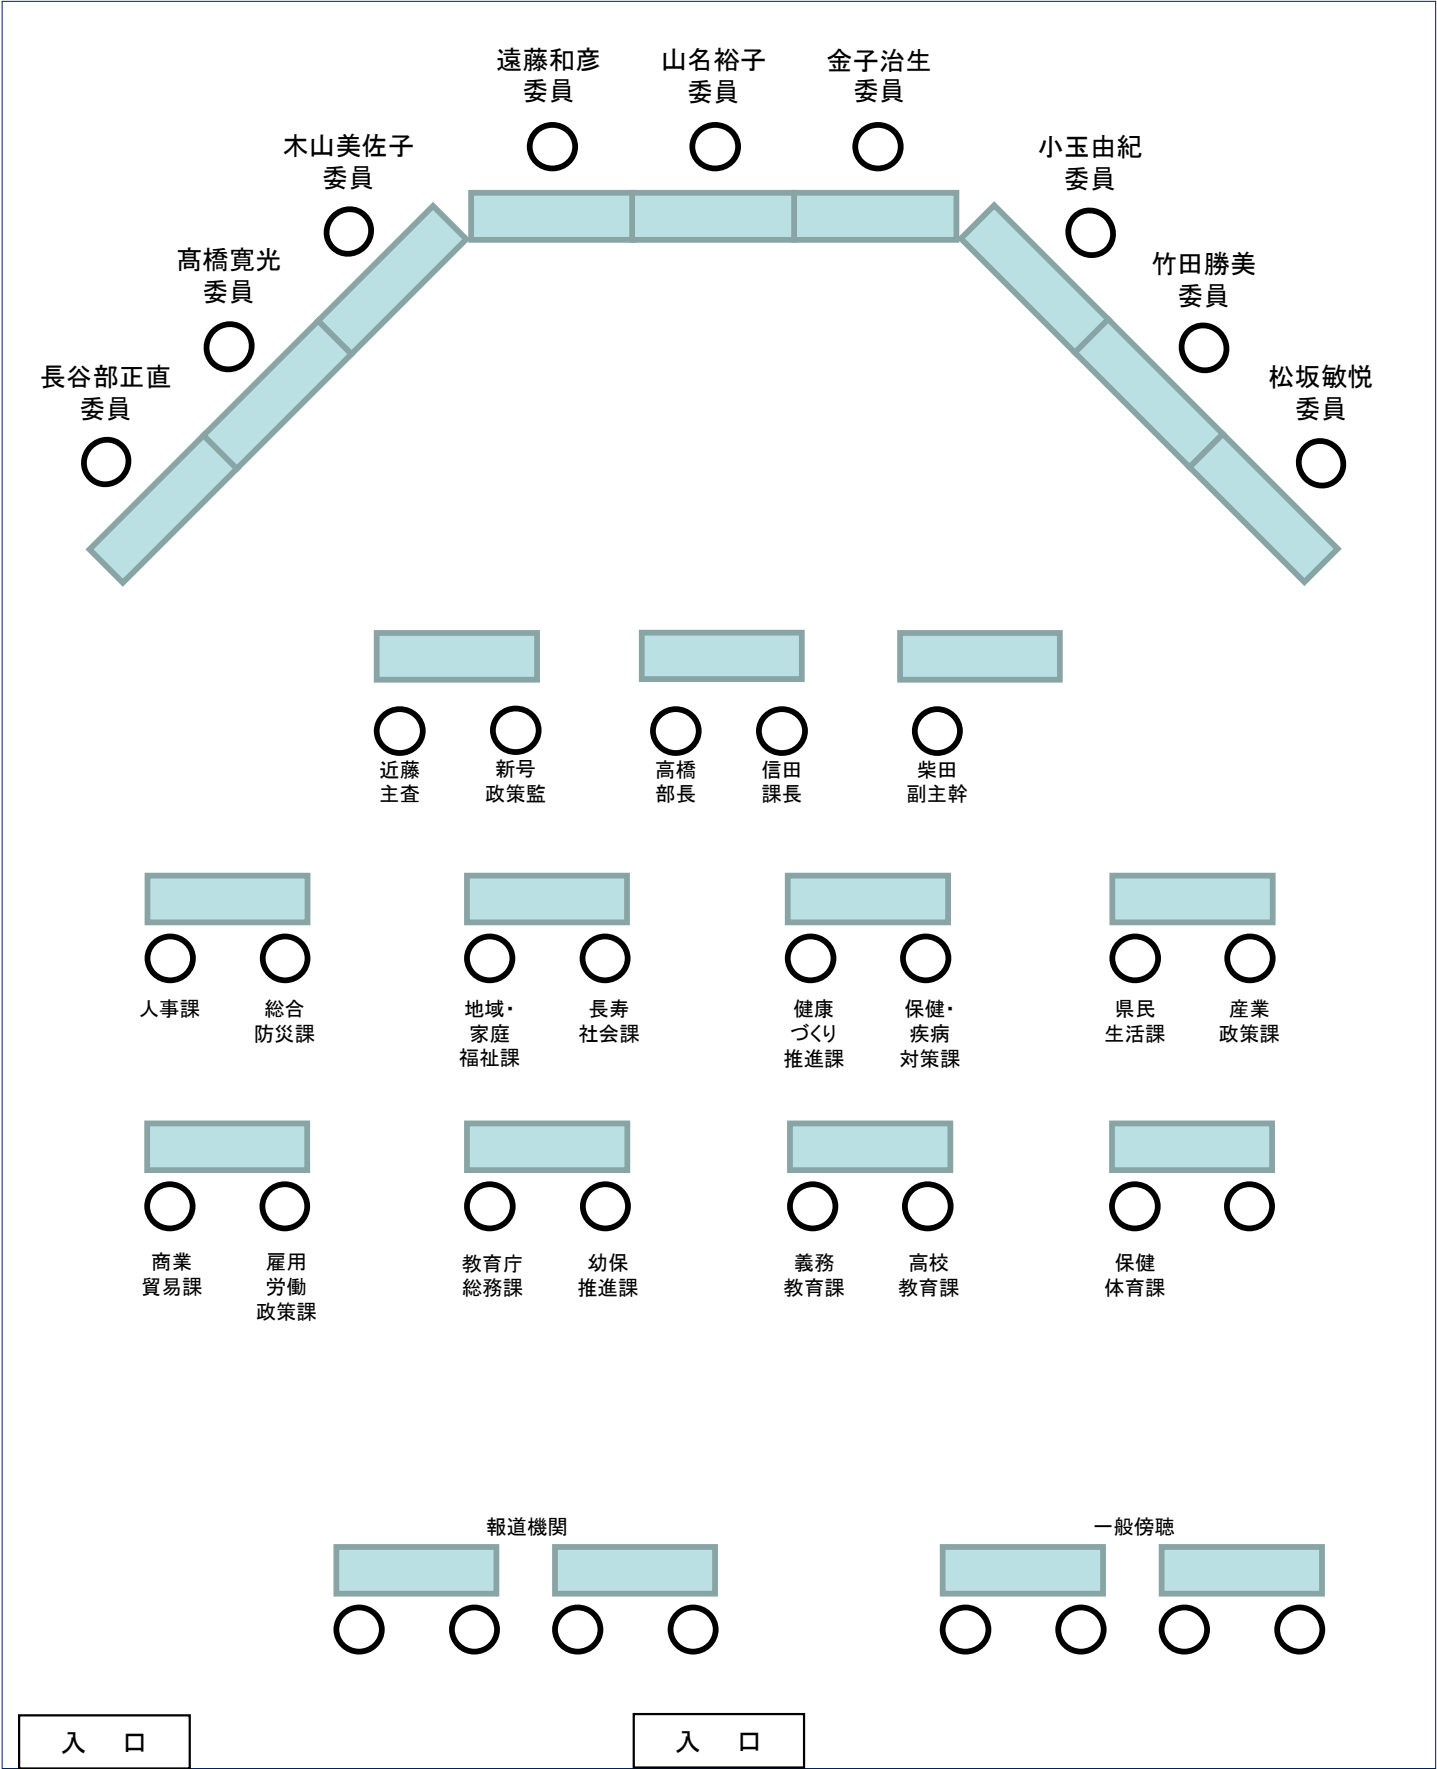 遠藤和彦
委員
山名裕子
委員
金子治生
委員
木山美佐子
委員
小玉由紀
委員
髙橋寛光
委員
竹田勝美
委員
長谷部正直
委員
松坂敏悦
委員
近藤
主査
新号
政策監
高橋
部長
信田
課長
柴田
副主幹
人事課
総合
防災課
地域・
家庭
福祉課
長寿
社会課
健康
づくり
推進課
保健・
疾病
対策課
県民
生活課
産業
政策課
商業
貿易課
雇用
労働
政策課
教育庁
総務課
幼保
推進課
義務
教育課
高校
教育課
保健
体育課
報道機関
一般傍聴
入 口
入 口